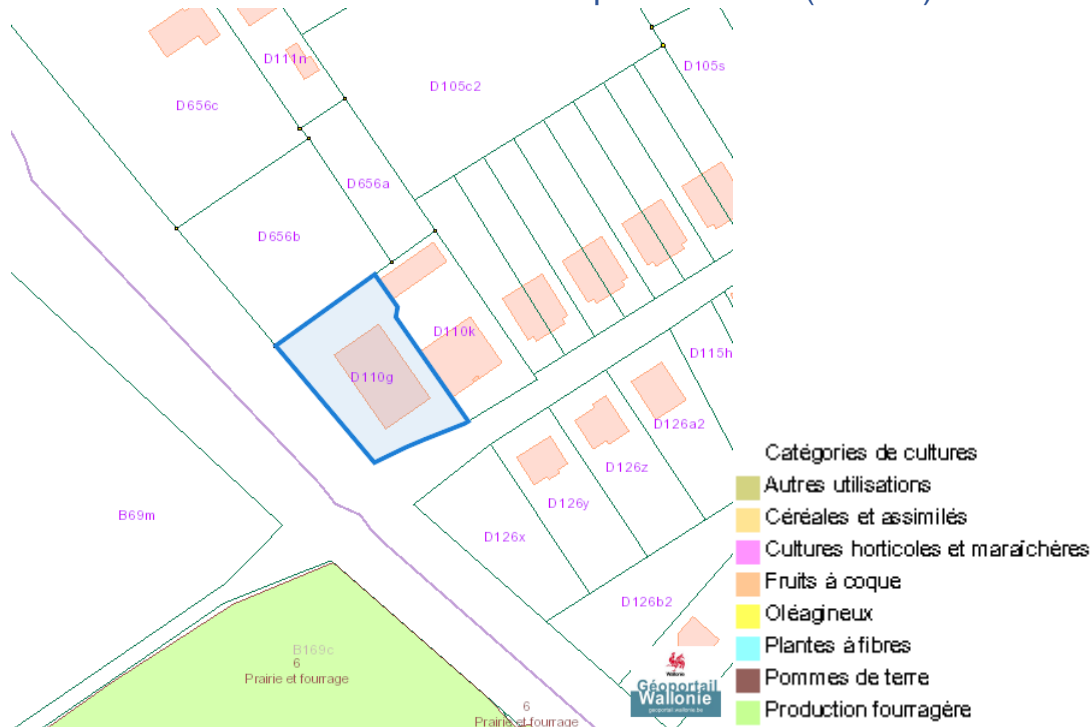 D111n
D105s
D105c2
D656c
D656a
D656b
D110k
D115h
D110g
D126a2
D126z
D126y
B69m
D126x
D126b2
B169c
6
Prairie et fourrage
6
Prairie et fourrage
Wallonie
Géoportail
Wallonie
geoportail.wallonie.be
Catégories de cultures
Autres utilisations
Céréales et assimilés
Cultures horticoles et maraîchères
Fruits à coque
Oléagineux
Plantes à fibres
Pommes de terre
Production fourragère